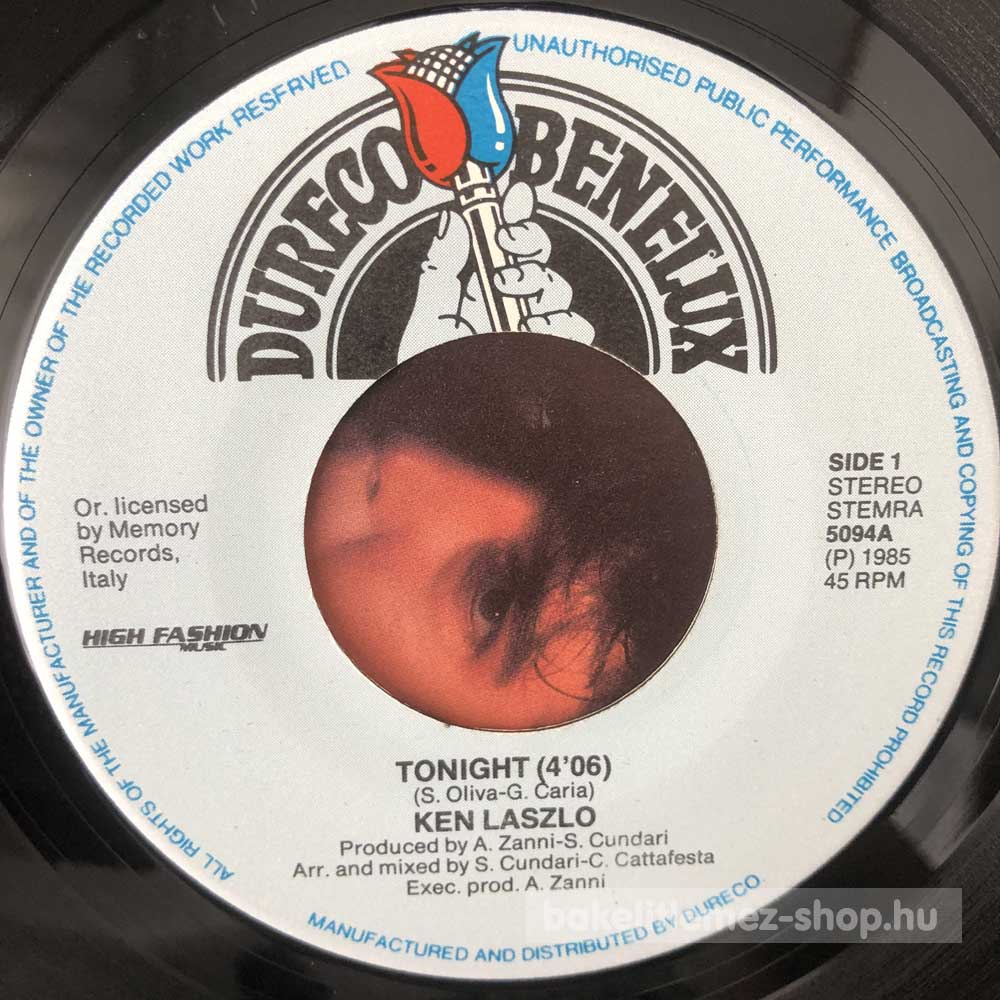 ALL RIGHTS OF THE MANUFACTURER AND OF THE OWNER OF THE RECORDED WORK RESERVED
UNAUTHORISED PUBLIC PERFORMANCE BROADCASTING AND COPYING OF THIS RECORD PROHIBITED.
DURECO BENELUX
Or. licensed
by Memory
Records,
Italy
HIGH FASHION
MUSIC
SIDE 1
STEREO
STEMRA
5094A
(P) 1985
45 RPM
TONIGHT (4'06)
(S. Oliva-G. Caria)
KEN LASZLO
Produced by A. Zanni-S. Cundari
Arr. and mixed by S. Cundari-C. Cattafesta
Exec. prod. A. Zanni
MANUFACTURED AND DISTRIBUTED BY DURECO.
bakelitlemez-shop.hu